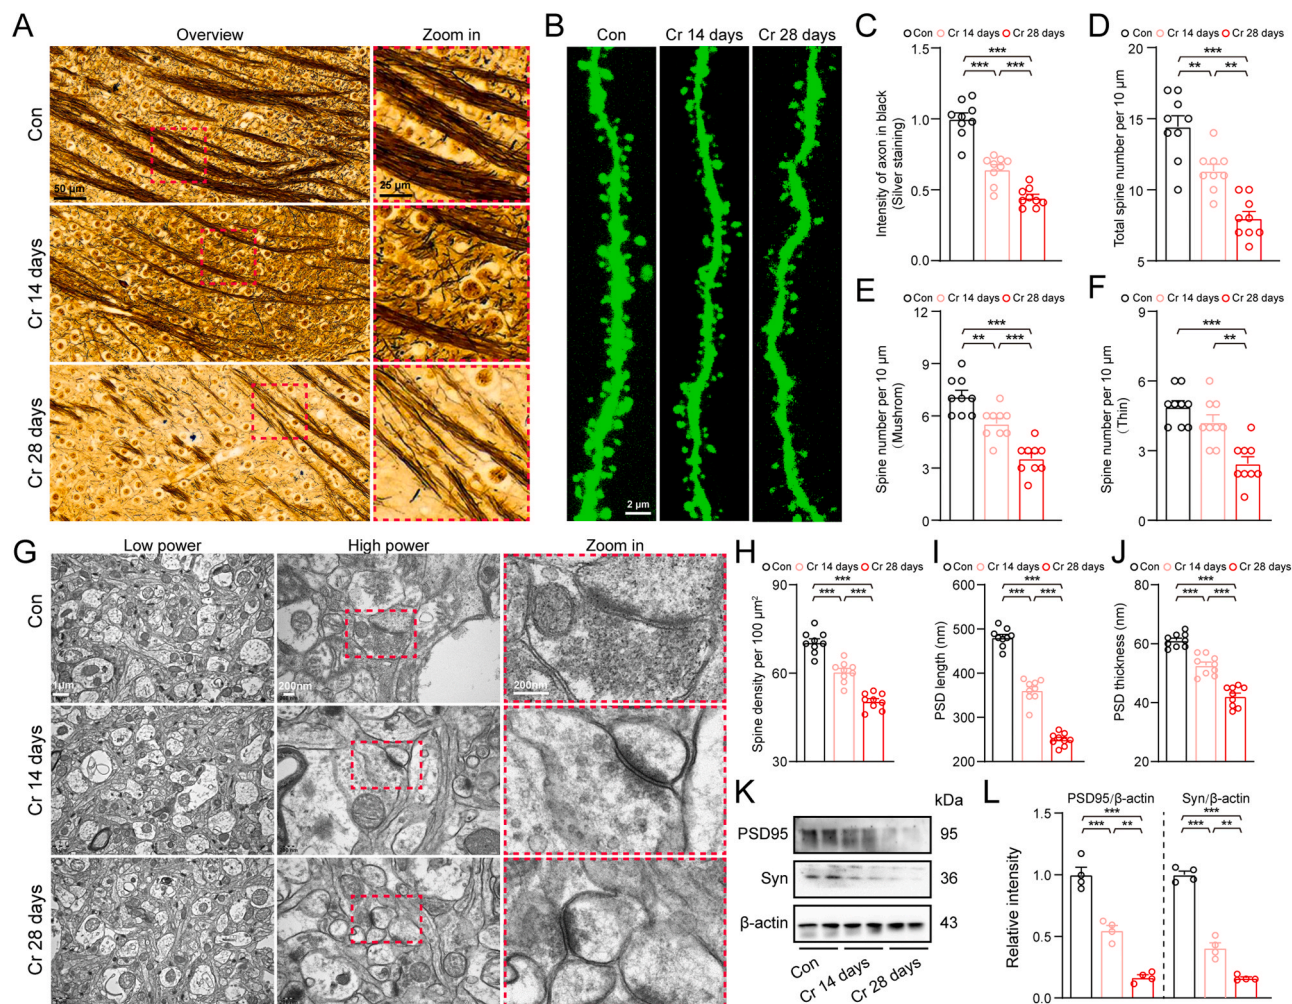 A
Overview
Zoom in
Con
Cr 14 days
Cr 28 days
50 μm
25 μm
B
Con
Cr 14 days
Cr 28 days
2 μm
C
Con Cr 14 days Cr 28 days
Intensity of axon in black
(Silver staining)
1.5
1.0
0.5
0.0
***
*** ***
D
Con Cr 14 days Cr 28 days
Total spine number per 10 μm
20
15
10
5
***
** **
E
Con Cr 14 days Cr 28 days
Spine number per 10 μm
(Mushrom)
12
9
6
3
0
***
** ***
F
Con Cr 14 days Cr 28 days
Spine number per 10 μm
(Thin)
9
6
3
0
***
**
G
Low power
High power
Zoom in
Con
Cr 14 days
Cr 28 days
1μm
200nm
200nm
H
Con Cr 14 days Cr 28 days
Spine density per 100 μm²
90
60
30
***
*** ***
I
Con Cr 14 days Cr 28 days
PSD length (nm)
600
500
400
300
200
***
*** ***
J
Con Cr 14 days Cr 28 days
PSD thickness (nm)
80
60
40
20
***
*** ***
K
kDa
PSD95 95
Syn 36
β-actin 43
Con
Cr 14 days
Cr 28 days
L
PSD95/β-actin
Syn/β-actin
Relative intensity
1.5
1.0
0.5
0.0
***
*** **
***
*** **